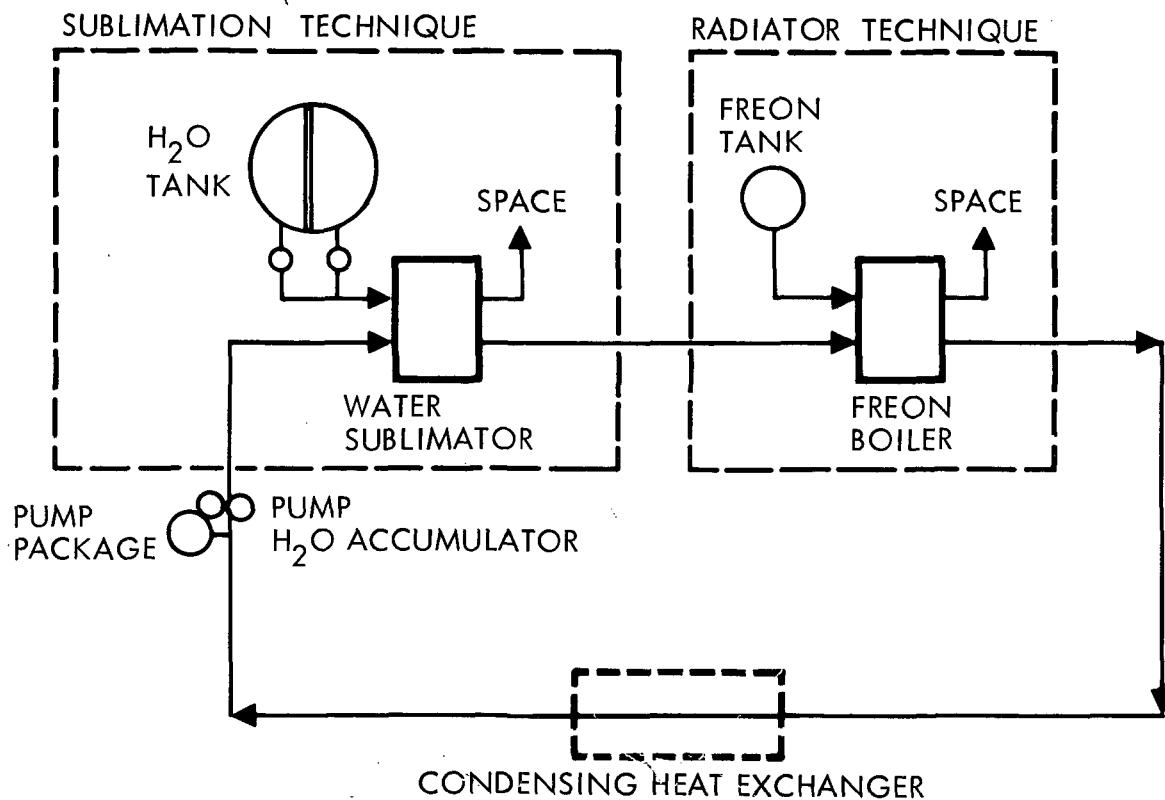 SUBLIMATION TECHNIQUE
H₂O
TANK
SPACE
WATER
SUBLIMATOR
RADIATOR TECHNIQUE
FREON
TANK
SPACE
FREON
BOILER
PUMP
PACKAGE
PUMP
H₂O ACCUMULATOR
CONDENSING HEAT EXCHANGER